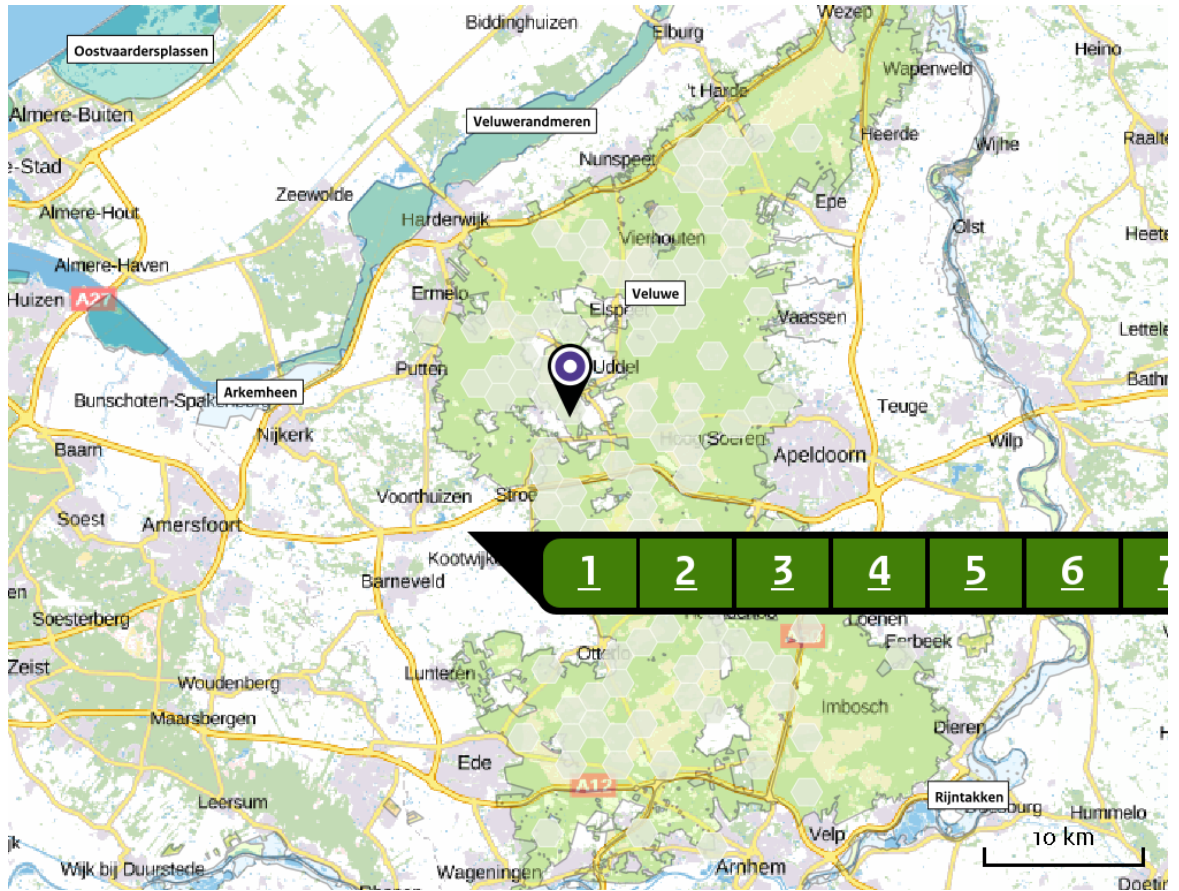 Wezep
Biddinghuizen
Elburg
Oostvaardersplassen
Heino
Wapenveld
't Harde
Almere-Buiten
Veluwerandmeren
Heerde
Raalte
Wijhe
Nunspeet
e-Stad
Zeewolde
Epe
Almere-Hout
Harderwijk
Olst
Heete
Vierhouten
Almere-Haven
Ermelo
Veluwe
Huizen
A27
Elspeet
Vaassen
Lettele
Putten
Uddel
Bathm
Arkemheen
Bunschoten-Spakenburg
Teuge
Nijkerk
Hoog Soeren
Wilp
Baarn
Apeldoorn
Voorthuizen
Stroe
Soest
Amersfoort
Kootwijk
1
2
3
4
5
6
7
Barneveld
en
Soesterberg
Loenen
Eerbeek
Otterlo
Zeist
Lunteren
Woudenberg
Imbosch
Maarsbergen
Dieren
H
Ede
A12
Rijntakken
Leersum
Hummelo
Velp
10 km
jk
Wijk bij Duurstede
Wageningen
Arnhem
Doetin